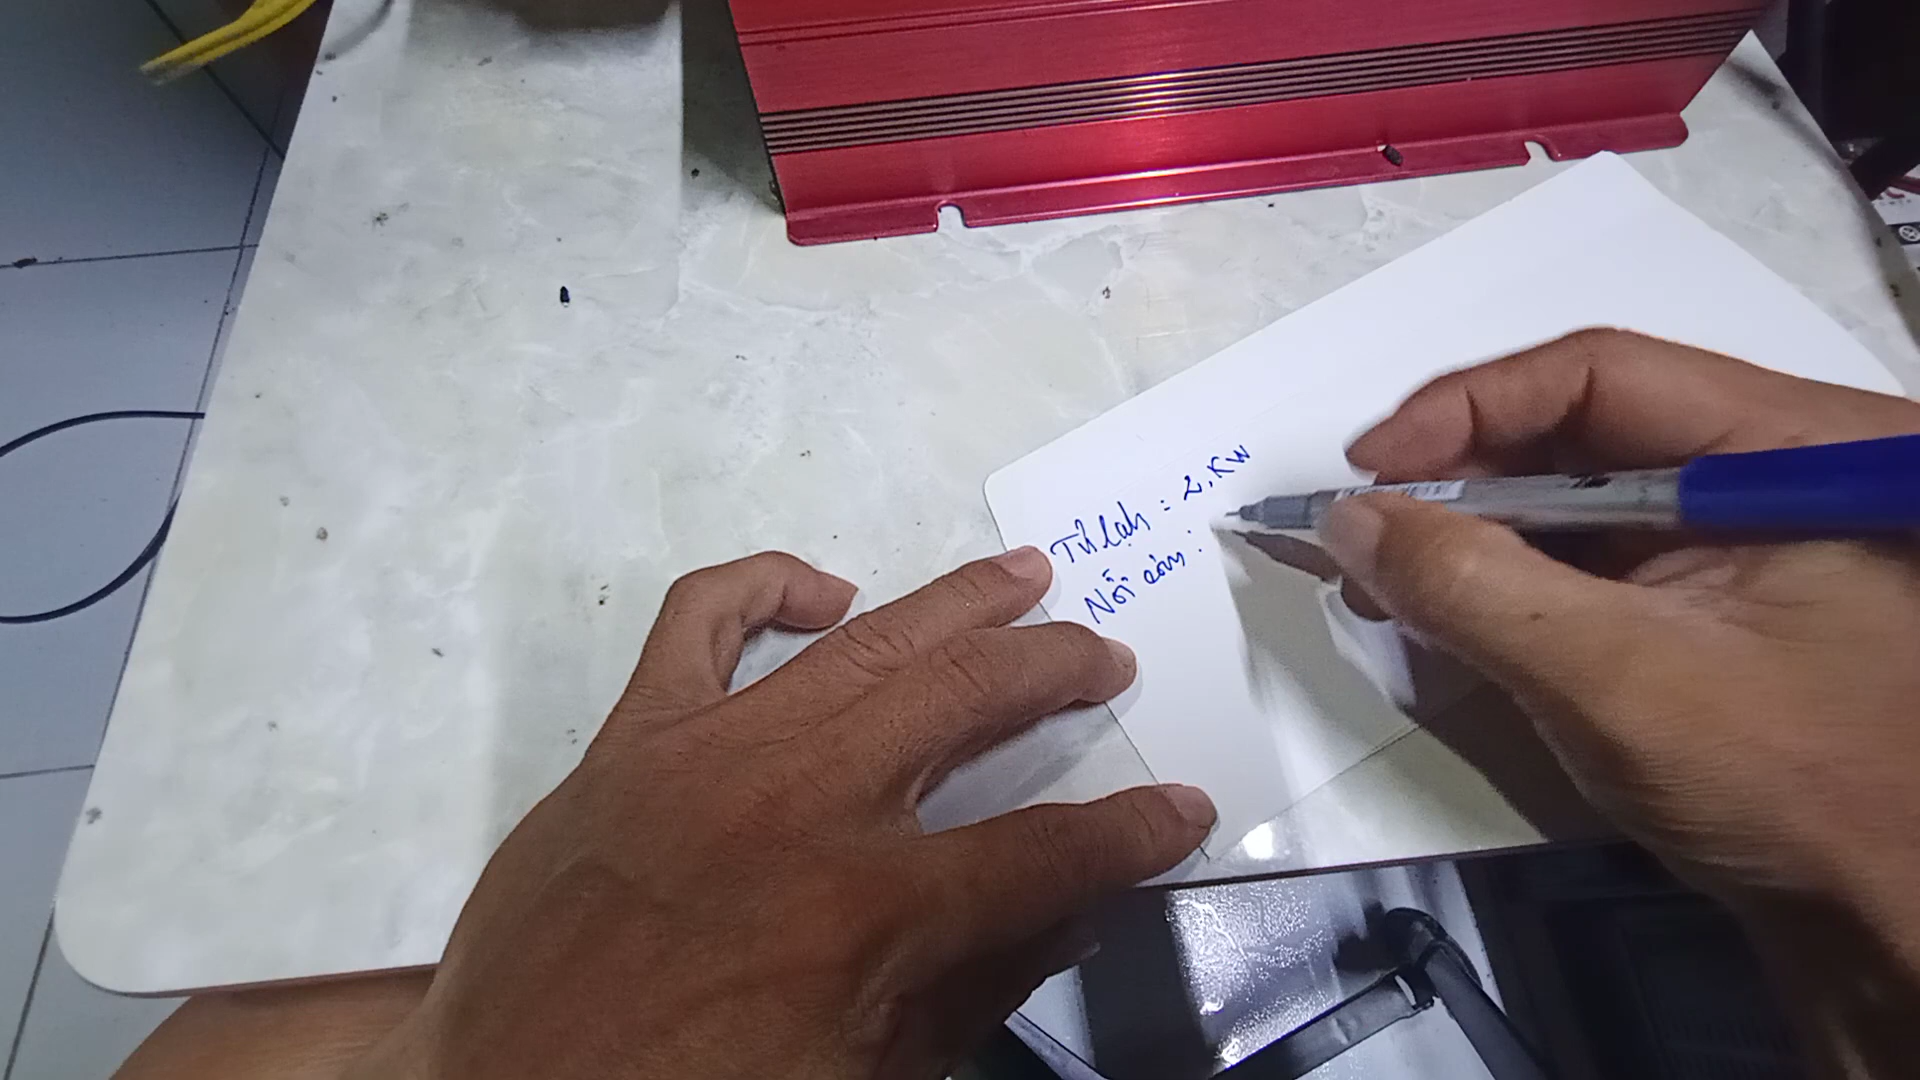 Tủ lạnh : 2.KW
Nồi cơm :